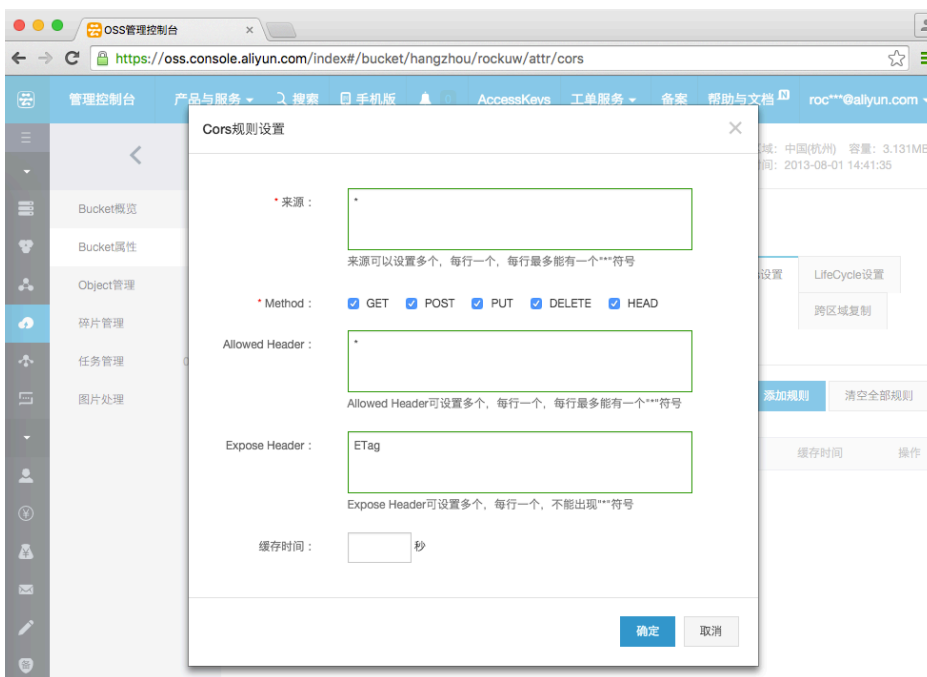 OSS管理控制台
https://oss.console.aliyun.com/index#/bucket/hangzhou/rockuw/attr/cors
管理控制台 产品与服务 搜索 手机版 AccessKeys 工单服务 备案 帮助与文档 N roc***@aliyun.com
Cors规则设置
域：中国(杭州) 容量：3.131MB
间：2013-08-01 14:41:35
Bucket概览
Bucket属性
Object管理
碎片管理
任务管理 0
图片处理
* 来源：
*
来源可以设置多个，每行一个，每行最多能有一个"*"符号
* Method： GET POST PUT DELETE HEAD
Allowed Header：
*
Allowed Header可设置多个，每行一个，每行最多能有一个"*"符号
Expose Header：
ETag
Expose Header可设置多个，每行一个，不能出现"*"符号
缓存时间： 秒
确定 取消
设置 LifeCycle设置
跨区域复制
添加规则 清空全部规则
缓存时间 操作